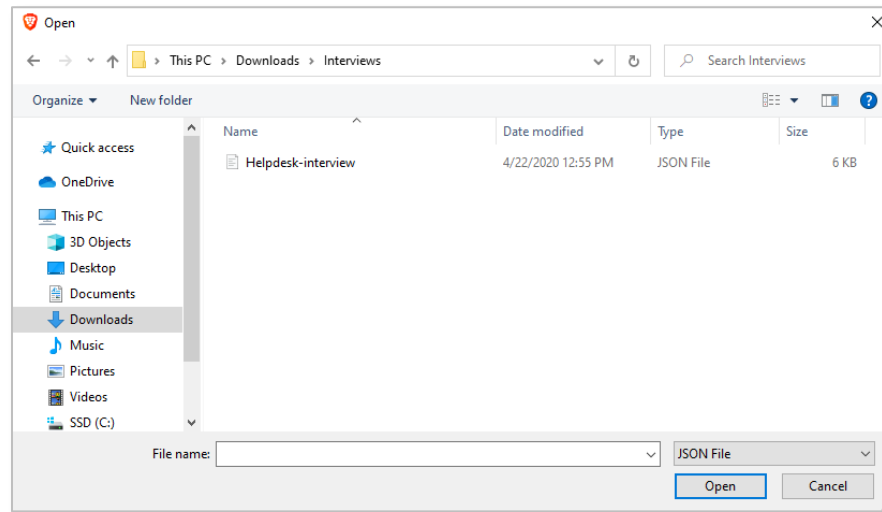 Open
This PC > Downloads > Interviews
Search Interviews
Organize
New folder
Name
Date modified
Type
Size
Helpdesk-interview
4/22/2020 12:55 PM
JSON File
6 KB
Quick access
OneDrive
This PC
3D Objects
Desktop
Documents
Downloads
Music
Pictures
Videos
SSD (C:)
File name:
JSON File
Open
Cancel